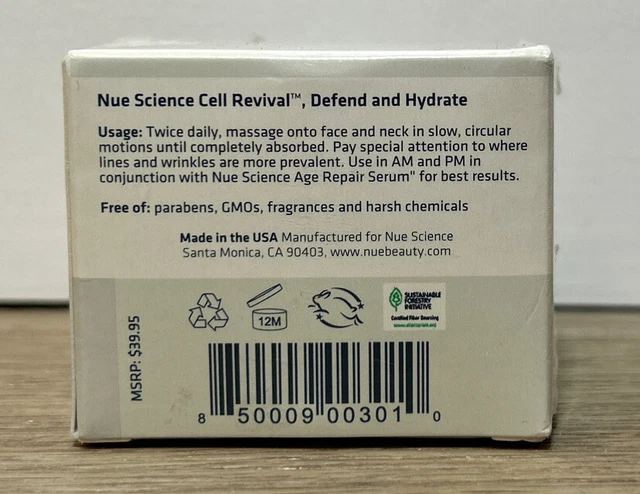 Nue Science Cell Revival™, Defend and Hydrate
Usage: Twice daily, massage onto face and neck in slow, circular
motions until completely absorbed. Pay special attention to where
lines and wrinkles are more prevalent. Use in AM and PM in
conjunction with Nue Science Age Repair Serum" for best results.
Free of: parabens, GMOs, fragrances and harsh chemicals
Made in the USA Manufactured for Nue Science
Santa Monica, CA 90403, www.nuebeauty.com
MSRP: $39.95
12M
SUSTAINABLE
FORESTRY
INITIATIVE
Certified Fiber Sourcing
8 50009 00301 0